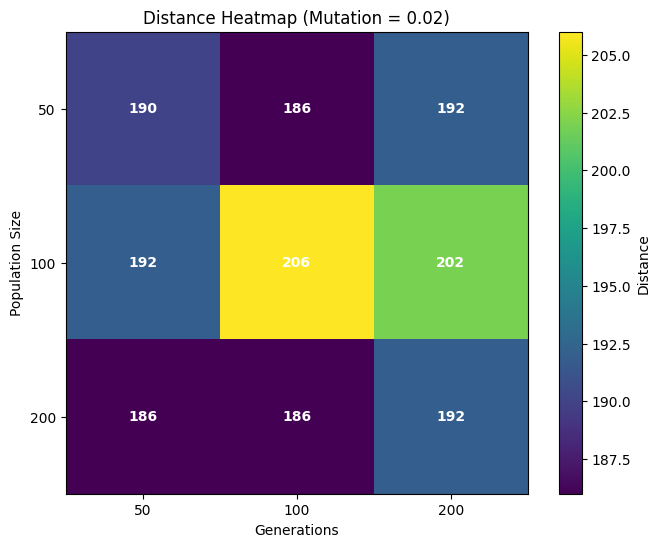 Distance Heatmap (Mutation = 0.02)
Population Size
50
100
200
190 186 192
192 206 202
186 186 192
50 100 200
Generations
205.0
202.5
200.0
197.5
195.0
192.5
190.0
187.5
Distance